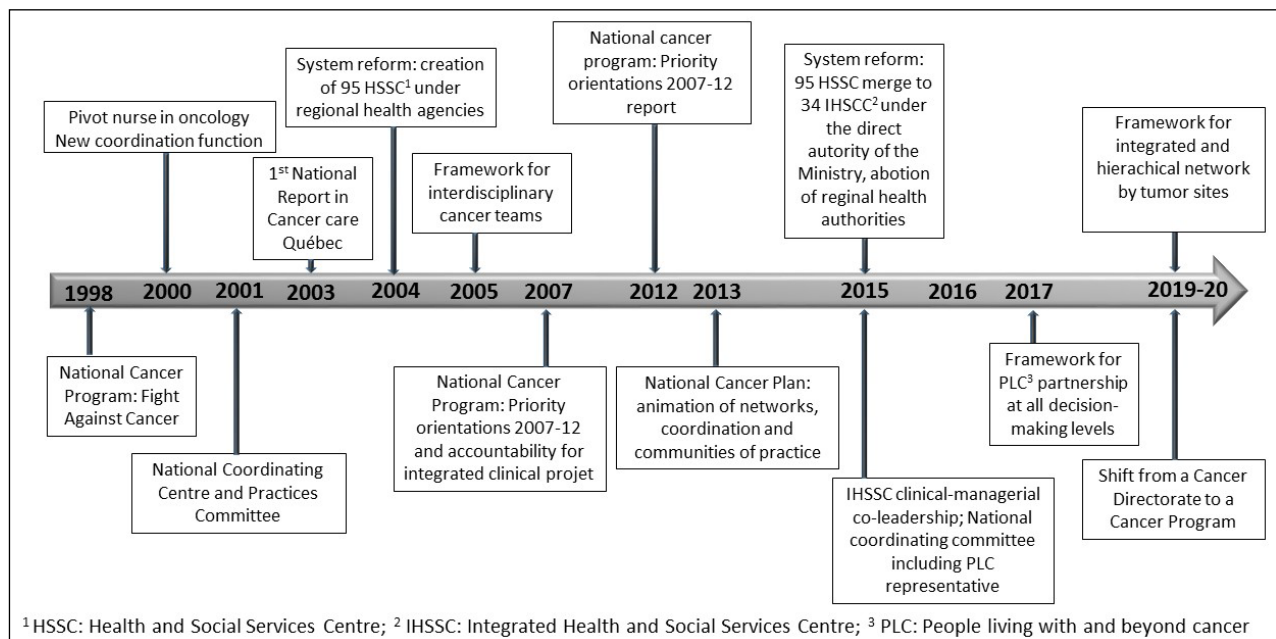 National cancer
program: Priority
orientations 2007-12
report
System reform:
95 HSSC merge to
34 IHSCC² under
the direct
autority of the
Ministry, abotion
of reginal health
authorities
System reform: creation
of 95 HSSC¹ under
regional health agencies
Pivot nurse in oncology
New coordination function
Framework for
integrated and
hierachical network
by tumor sites
1st National
Report in
Cancer care
Québec
Framework for
interdisciplinary
cancer teams
1998 2000 2001 2003 2004 2005 2007 2012 2013 2015 2016 2017 2019-20
National Cancer
Program: Fight
Against Cancer
National Coordinating
Centre and Practices
Committee
National Cancer
Program: Priority
orientations 2007-12
and accountability for
integrated clinical projet
National Cancer Plan:
animation of networks,
coordination and
communities of practice
Framework for
PLC³ partnership
at all decision-
making levels
IHSSC clinical-managerial
co-leadership; National
coordinating committee
including PLC
representative
Shift from a Cancer
Directorate to a
Cancer Program
¹ HSSC: Health and Social Services Centre; ² IHSSC: Integrated Health and Social Services Centre; ³ PLC: People living with and beyond cancer